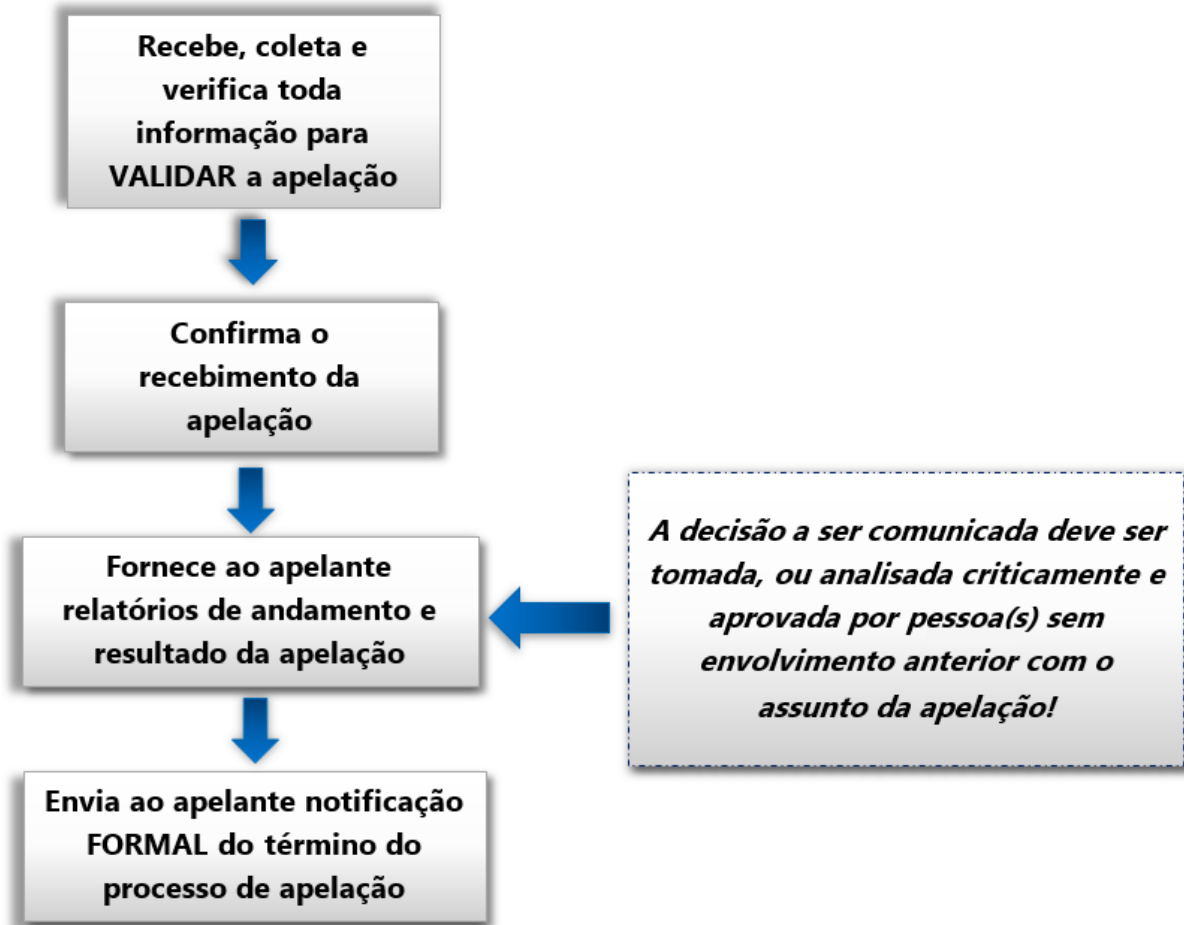 Recebe, coleta e
verifica toda
informação para
VALIDAR a apelação
Confirma o
recebimento da
apelação
Fornece ao apelante
relatórios de andamento e
resultado da apelação
A decisão a ser comunicada deve ser
tomada, ou analisada criticamente e
aprovada por pessoa(s) sem
envolvimento anterior com o
assunto da apelação!
Envia ao apelante notificação
FORMAL do término do
processo de apelação